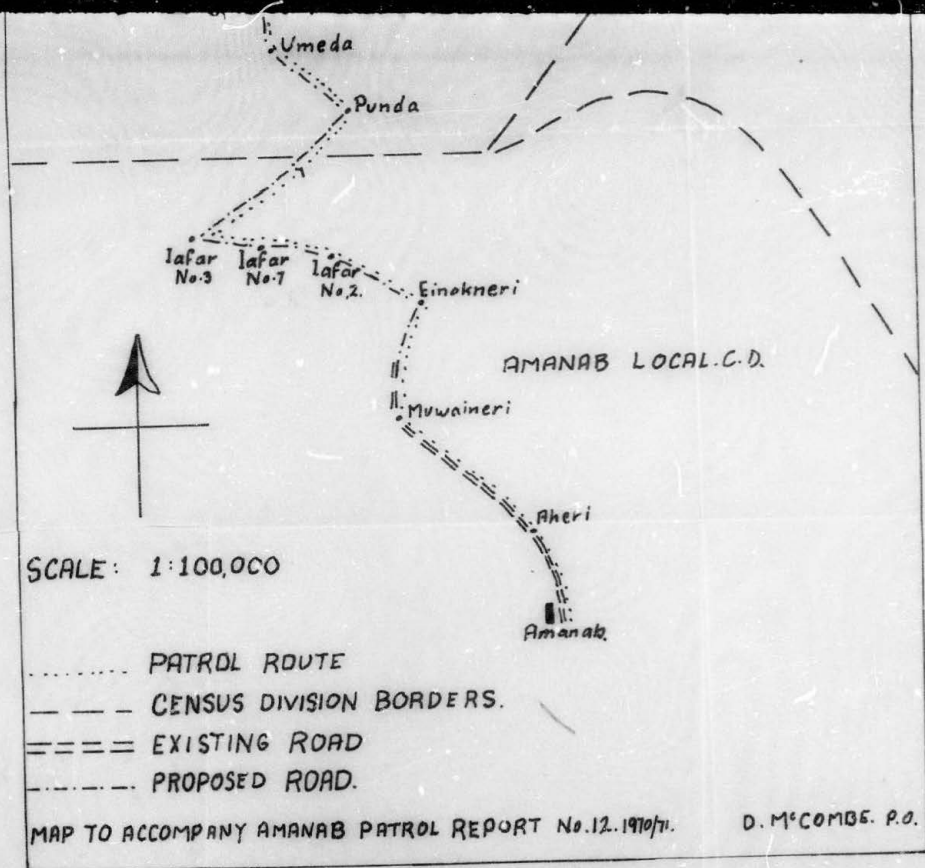 Umeda
Punda
Iafar
No.3
Iafar
No.7
Iafar
No.2.
Einokneri
AMANAB LOCAL.C.D.
Muwaineri
Aheri
SCALE: 1:100,000
Amanab.
PATROL ROUTE
CENSUS DIVISION BORDERS.
EXISTING ROAD
PROPOSED ROAD.
MAP TO ACCOMPANY AMANAB PATROL REPORT No.12.1970/71. D. McCOMBE. P.O.